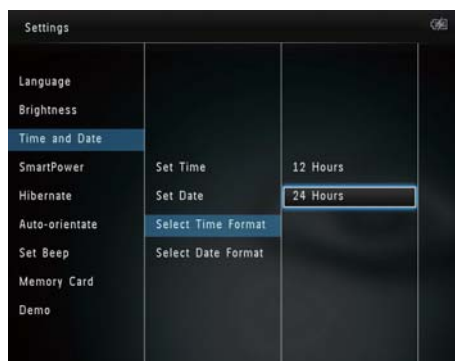 Settings
Language
Brightness
Time and Date
SmartPower
Hibernate
Auto-orientate
Set Beep
Memory Card
Demo
Set Time
Set Date
Select Time Format
Select Date Format
12 Hours
24 Hours